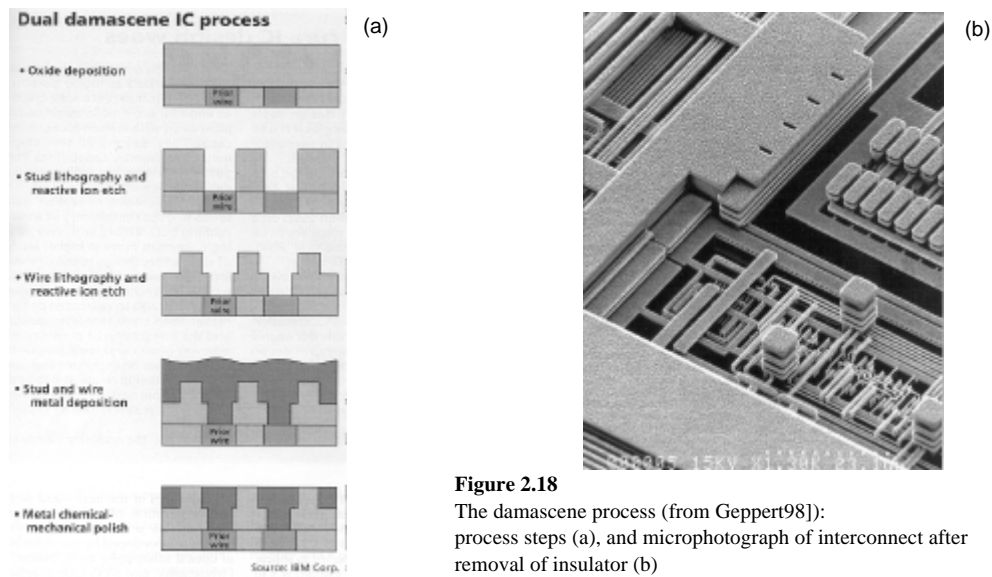 Dual damascene IC process
(a)
• Oxide deposition
Prior
wire
• Stud lithography and
reactive ion etch
Prior
wire
• Wire lithography and
reactive ion etch
Prior
wire
• Stud and wire
metal deposition
Prior
wire
• Metal chemical-
mechanical polish
Prior
wire
Source: IBM Corp.
(b)
15KV
Figure 2.18
The damascene process (from Geppert98]):
process steps (a), and microphotograph of interconnect after
removal of insulator (b)